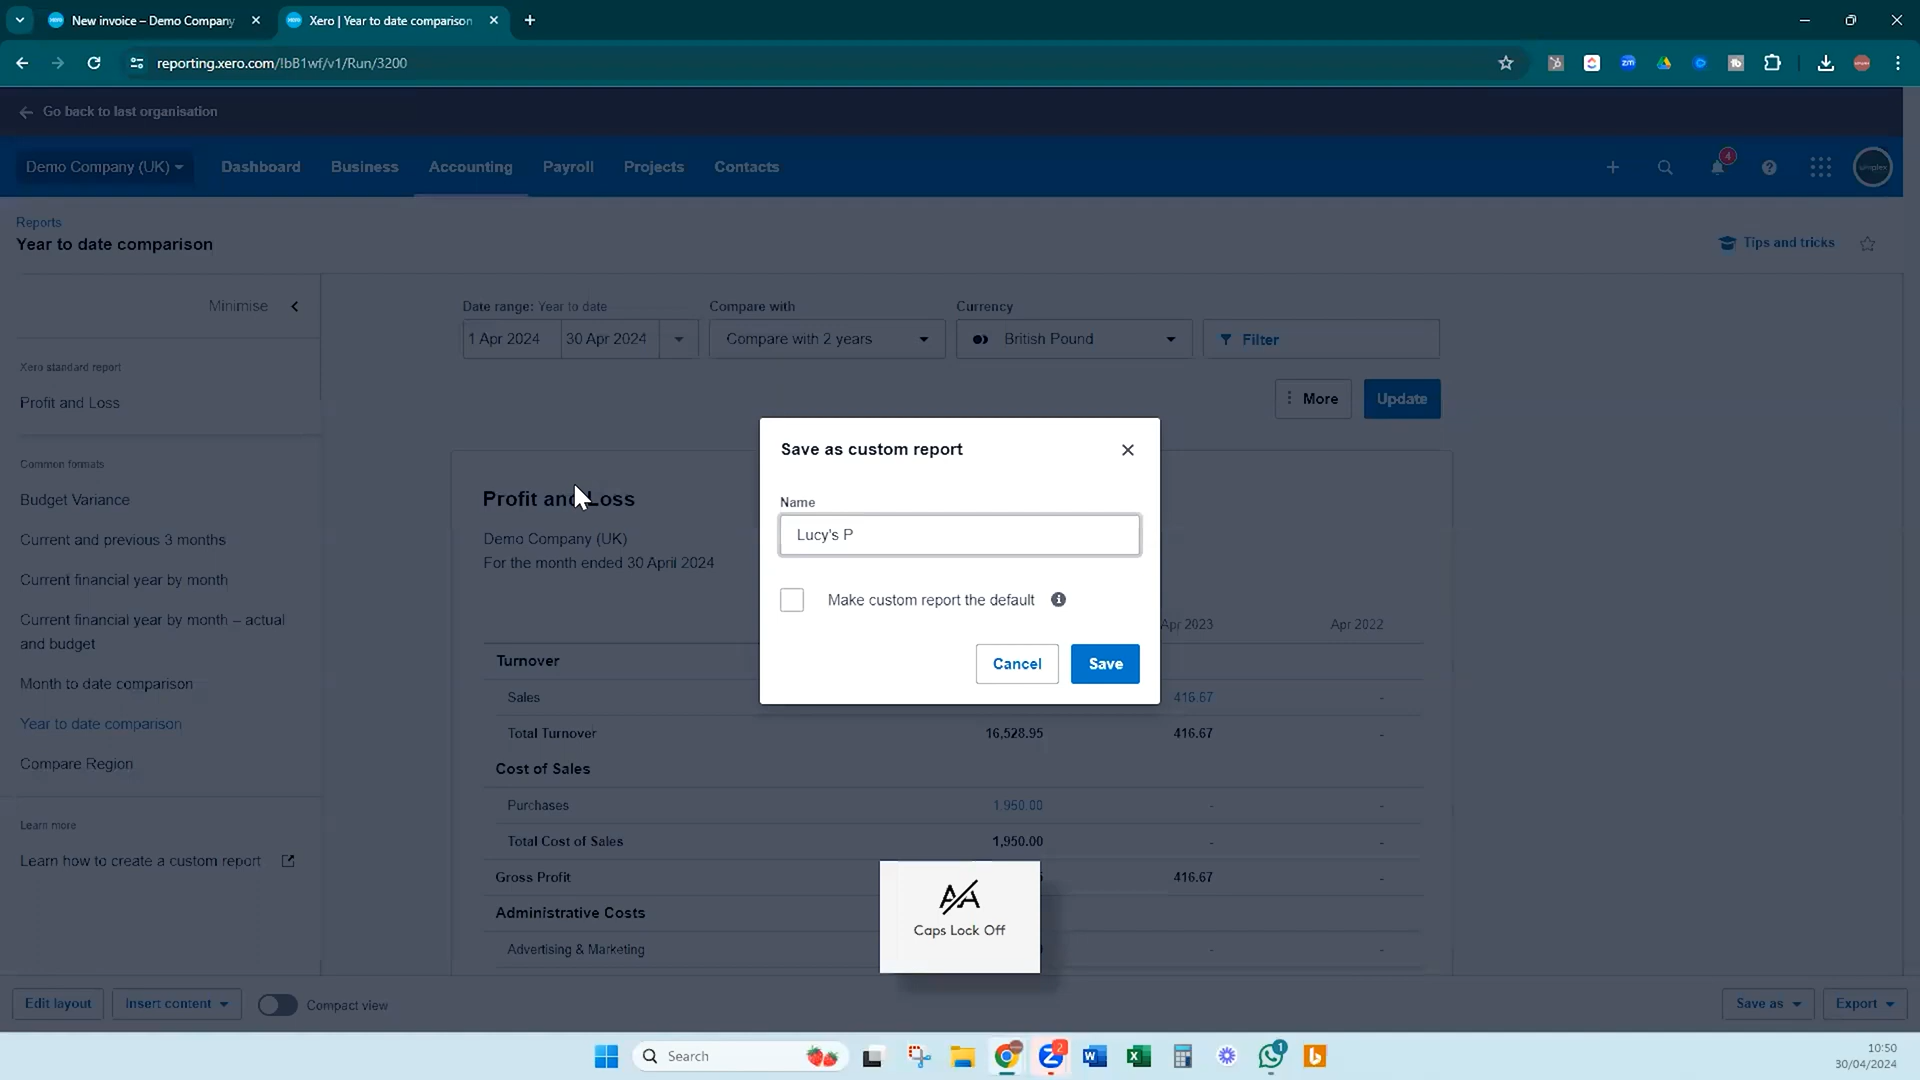 New invoice – Demo Company
Xero | Year to date comparison
reporting.xero.com/!bB1wf/v1/Run/3200
Go back to last organisation
Demo Company (UK)
Dashboard
Business
Accounting
Payroll
Projects
Contacts
4
Reports
Year to date comparison
Tips and tricks
Minimise
Xero standard report
Profit and Loss
Common formats
Budget Variance
Current and previous 3 months
Current financial year by month
Current financial year by month – actual
and budget
Month to date comparison
Year to date comparison
Compare Region
Learn more
Learn how to create a custom report
Date range: Year to date
1 Apr 2024
30 Apr 2024
Compare with
Compare with 2 years
Currency
British Pound
Filter
More
Update
Profit and Loss
Demo Company (UK)
For the month ended 30 April 2024
Save as custom report
Name
Lucy's P
Make custom report the default
Cancel
Save
Apr 2023
Apr 2022
Turnover
Sales
416.67
-
Total Turnover
16,528.95
416.67
-
Cost of Sales
Purchases
1,950.00
-
-
Total Cost of Sales
1,950.00
-
-
Gross Profit
416.67
-
Administrative Costs
Advertising & Marketing
-
-
Caps Lock Off
Edit layout
Insert content
Compact view
Save as
Export
Search
2
1
10:50
30/04/2024